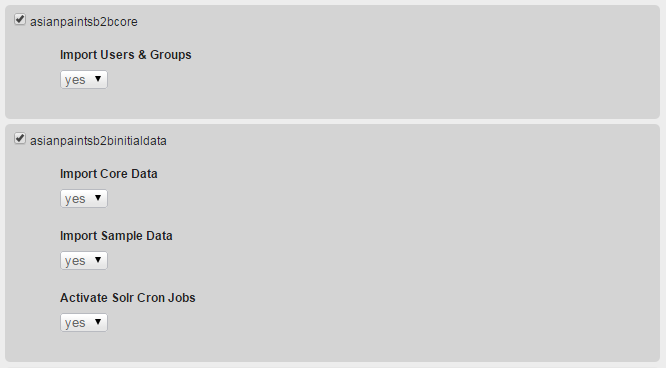 asianpaintsb2bcore
Import Users & Groups
yes
asianpaintsb2binitialdata
Import Core Data
yes
Import Sample Data
yes
Activate Solr Cron Jobs
yes